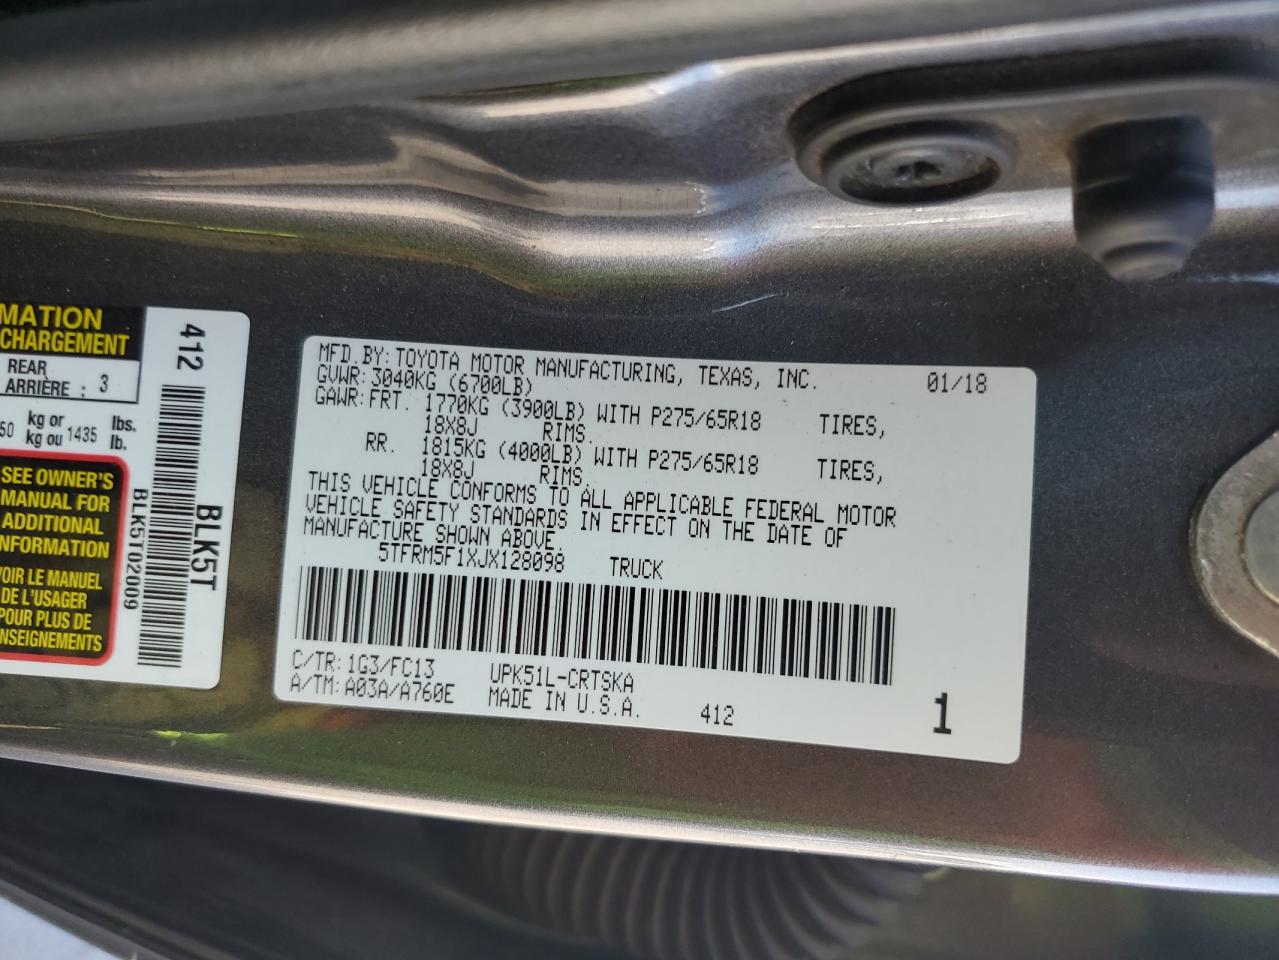 MATION
CHARGEMENT
REAR
ARRIÈRE : 3
50 kg or 1435 lbs.
kg ou lb.
SEE OWNER'S
MANUAL FOR
ADDITIONAL
NFORMATION
VOIR LE MANUEL
DE L'USAGER
POUR PLUS DE
NSEIGNEMENTS
412
BLK5T
BLK5T02009
MFD.BY: TOYOTA MOTOR MANUFACTURING, TEXAS, INC. 01/18
GVWR: 3040KG (6700LB)
GAWR: FRT. 1770KG (3900LB) WITH P275/65R18 TIRES,
18X8J RIMS.
RR. 1815KG (4000LB) WITH P275/65R18 TIRES,
18X8J RIMS.
THIS VEHICLE CONFORMS TO ALL APPLICABLE FEDERAL MOTOR
VEHICLE SAFETY STANDARDS IN EFFECT ON THE DATE OF
MANUFACTURE SHOWN ABOVE.
5TFRM5F1XJX128098 TRUCK
C/TR: 1G3/FC13 UPK51L-CRTSKA
A/TM: A03A/A760E MADE IN U.S.A. 412 1